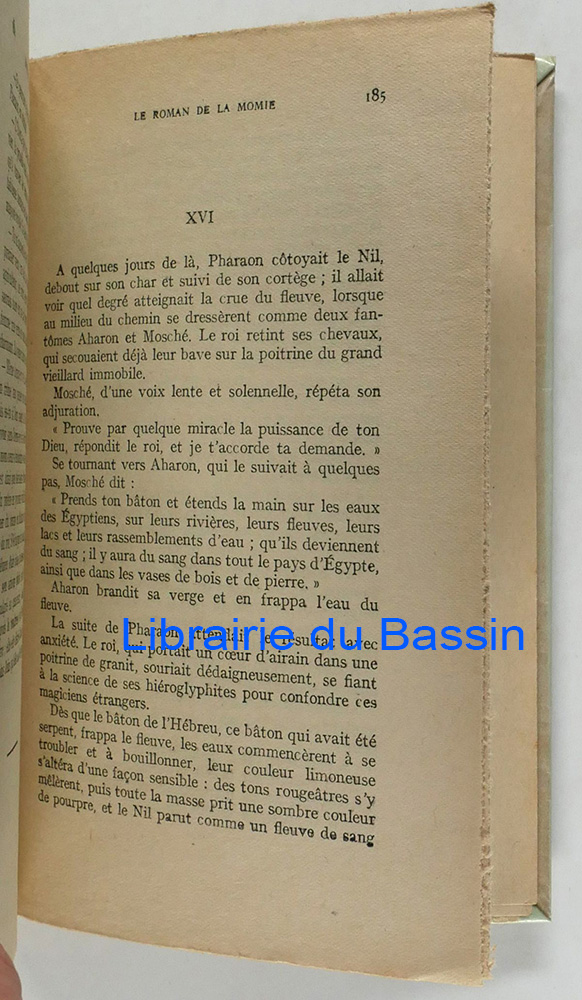 LE ROMAN DE LA MOMIE 185
XVI
A quelques jours de là, Pharaon côtoyait le Nil,
debout sur son char et suivi de son cortège ; il allait
voir quel degré atteignait la crue du fleuve, lorsque
au milieu du chemin se dressèrent comme deux fan-
tômes Aharon et Mosché. Le roi retint ses chevaux,
qui secouaient déjà leur bave sur la poitrine du grand
vieillard immobile.
Mosché, d'une voix lente et solennelle, répéta son
adjuration.
« Prouve par quelque miracle la puissance de ton
Dieu, répondit le roi, et je t'accorde ta demande. »
Se tournant vers Aharon, qui le suivait à quelques
pas, Mosché dit :
« Prends ton bâton et étends la main sur les eaux
des Égyptiens, sur leurs rivières, leurs fleuves, leurs
lacs et leurs rassemblements d'eau ; qu'ils deviennent
du sang ; il y aura du sang dans tout le pays d'Égypte,
ainsi que dans les vases de bois et de pierre. »
Aharon brandit sa verge et en frappa l'eau du
fleuve.
La suite de Pharaon attendait le résultat avec
Librairie du Bassin
anxiété. Le roi, qui portait un cœur d'airain dans une
poitrine de granit, souriait dédaigneusement, se fiant
à la science de ses hiéroglyphites pour confondre ces
magiciens étrangers.
Dès que le bâton de l'Hébreu, ce bâton qui avait été
serpent, frappa le fleuve, les eaux commencèrent à se
troubler et à bouillonner, leur couleur limoneuse
s'altéra d'une façon sensible : des tons rougeâtres s'y
mêlèrent, puis toute la masse prit une sombre couleur
de pourpre, et le Nil parut comme un fleuve de sang